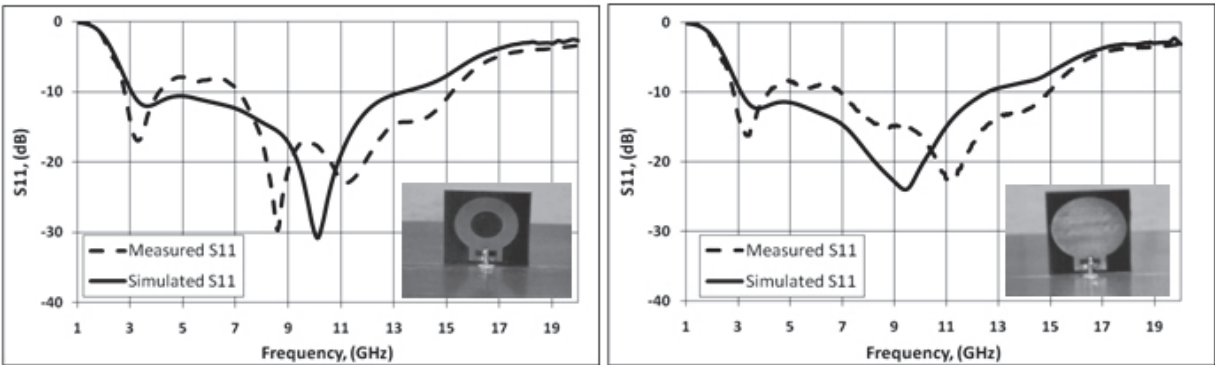 0
-10
-20
-30
-40
S11, (dB)
Measured S11
Simulated S11
1 3 5 7 9 11 13 15 17 19
Frequency, (GHz)
0
-10
-20
-30
-40
S11, (dB)
Measured S11
Simulated S11
1 3 5 7 9 11 13 15 17 19
Frequency, (GHz)